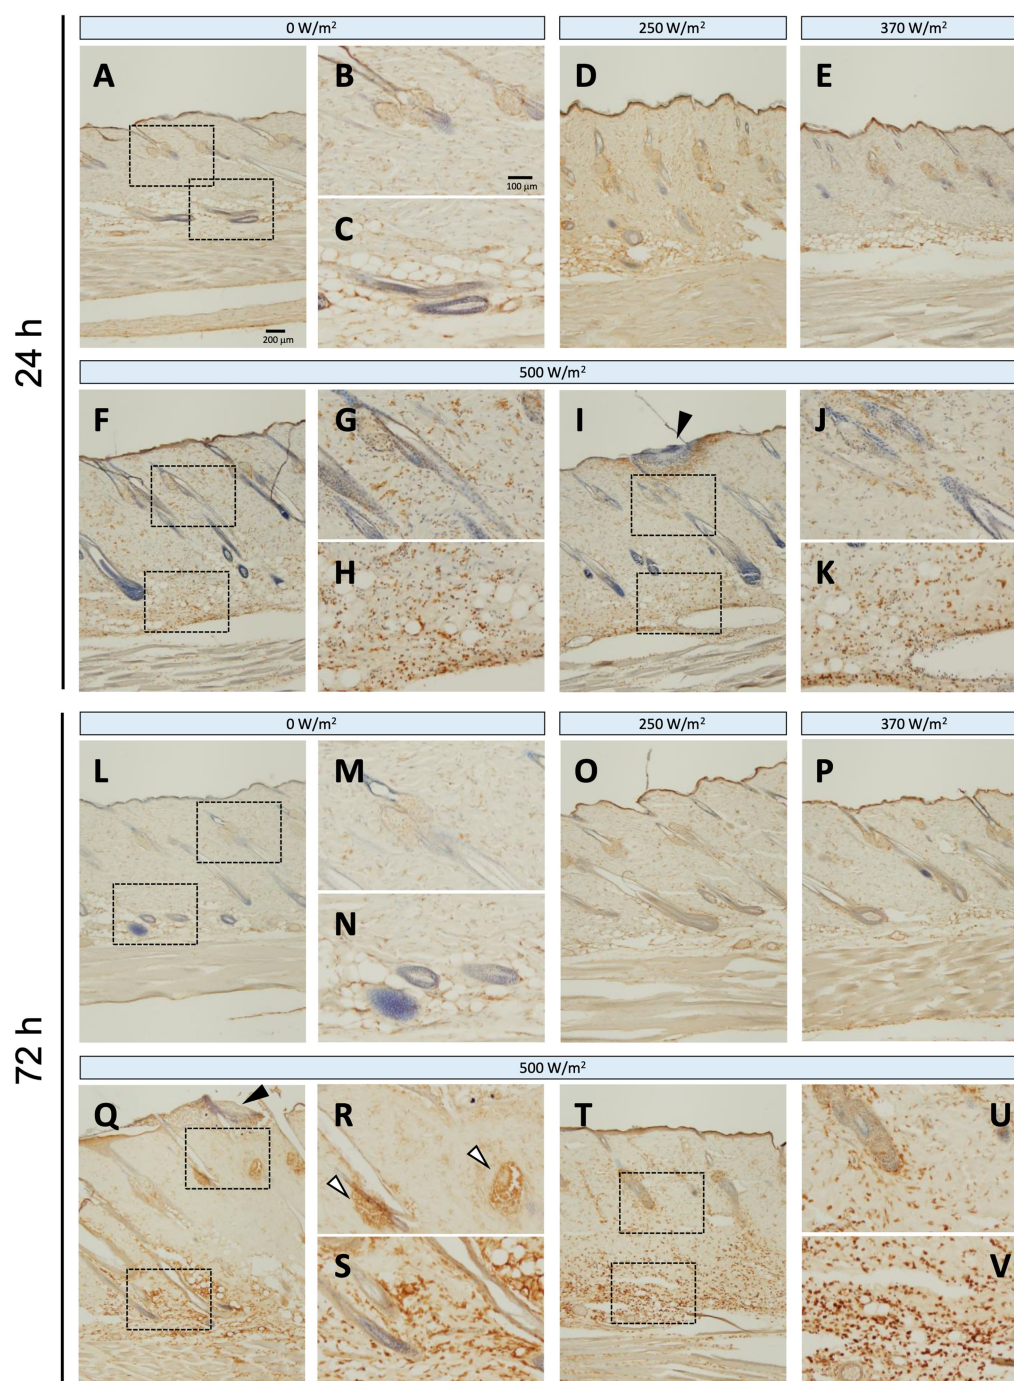 0 W/m²
250 W/m²
370 W/m²
A
B
D
E
100 μm
C
200 μm
24 h
500 W/m²
F
G
I
J
H
K
0 W/m²
250 W/m²
370 W/m²
L
M
O
P
N
72 h
500 W/m²
Q
R
T
U
S
V